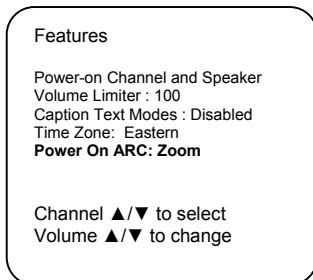 Features
Power-on Channel and Speaker
Volume Limiter : 100
Caption Text Modes : Disabled
Time Zone:  Eastern
Power On ARC: Zoom
Channel ▲/▼ to select
Volume ▲/▼ to change